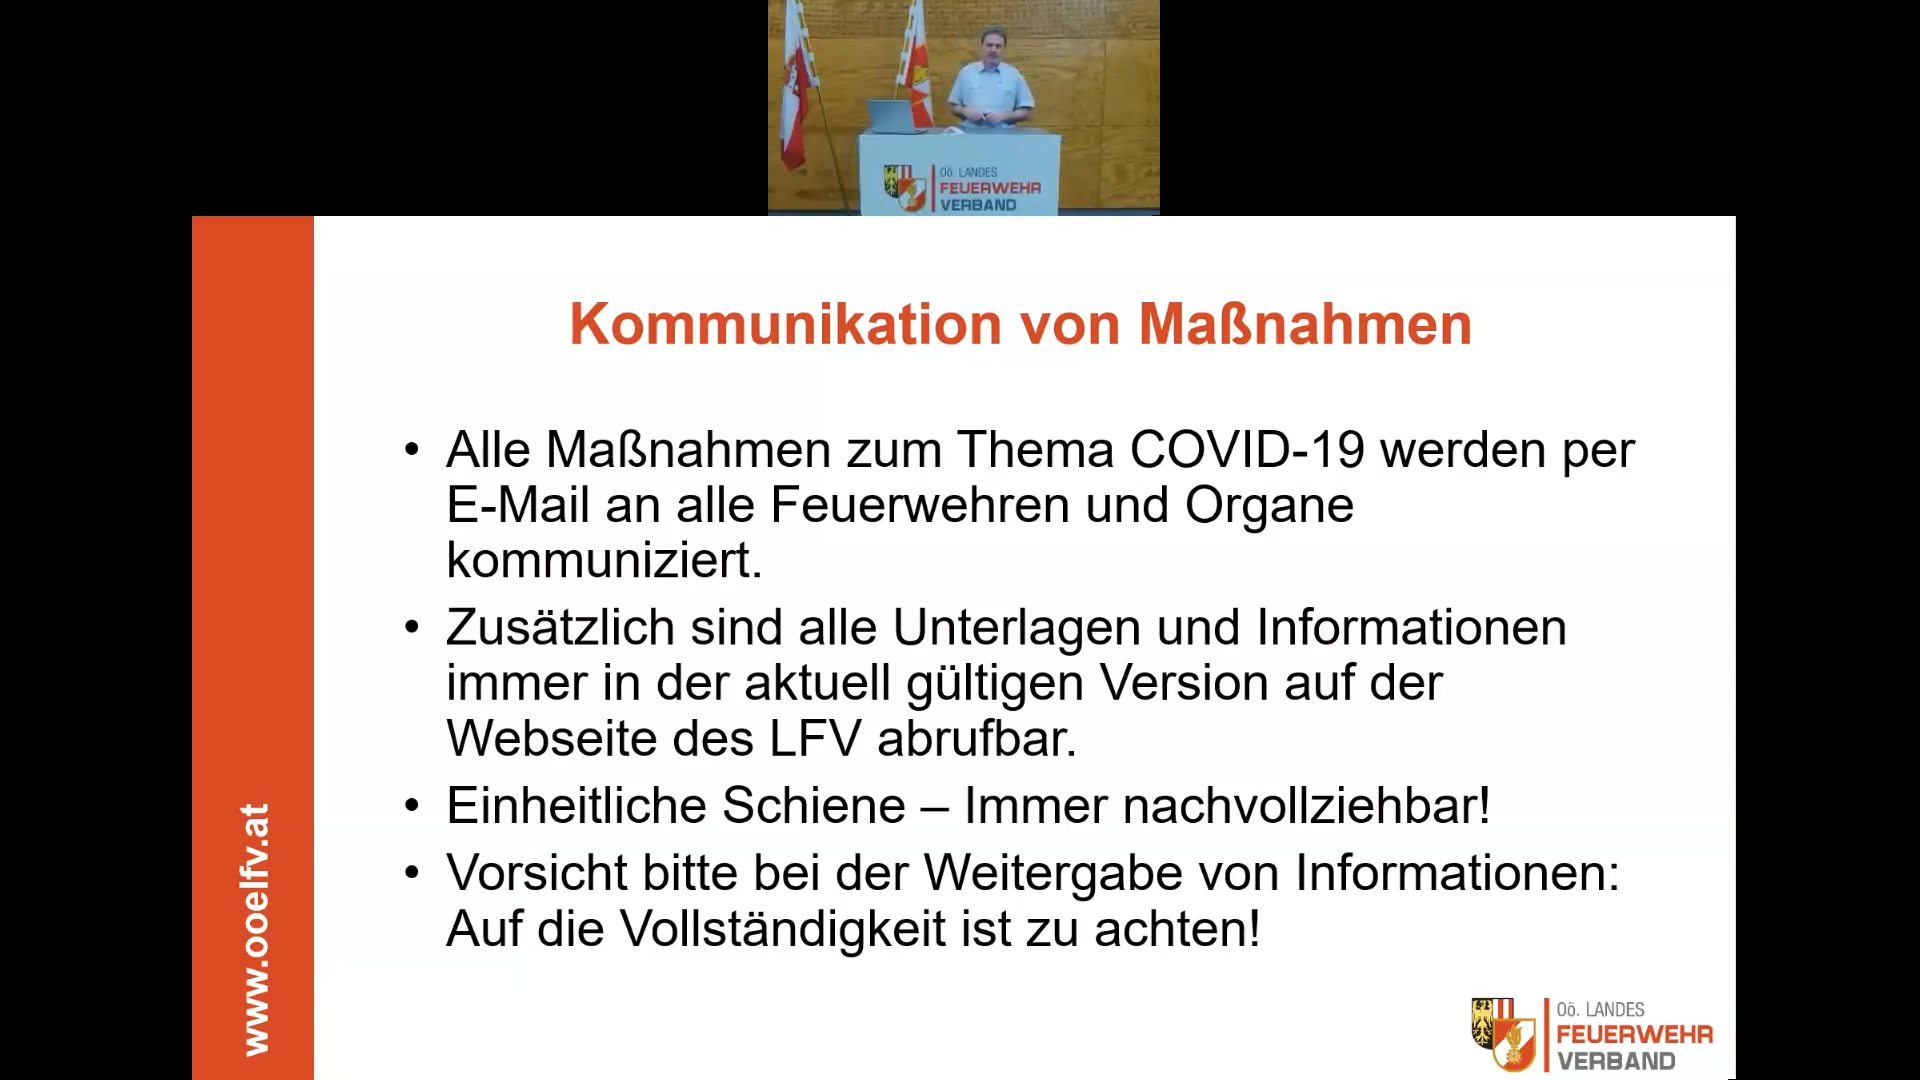 OÖ. LANDES
FEUERWEHR
VERBAND
Kommunikation von Maßnahmen
• Alle Maßnahmen zum Thema COVID-19 werden per
E-Mail an alle Feuerwehren und Organe
kommuniziert.
• Zusätzlich sind alle Unterlagen und Informationen
immer in der aktuell gültigen Version auf der
Webseite des LFV abrufbar.
• Einheitliche Schiene – Immer nachvollziehbar!
• Vorsicht bitte bei der Weitergabe von Informationen:
Auf die Vollständigkeit ist zu achten!
www.ooelfv.at
OÖ. LANDES
FEUERWEHR
VERBAND